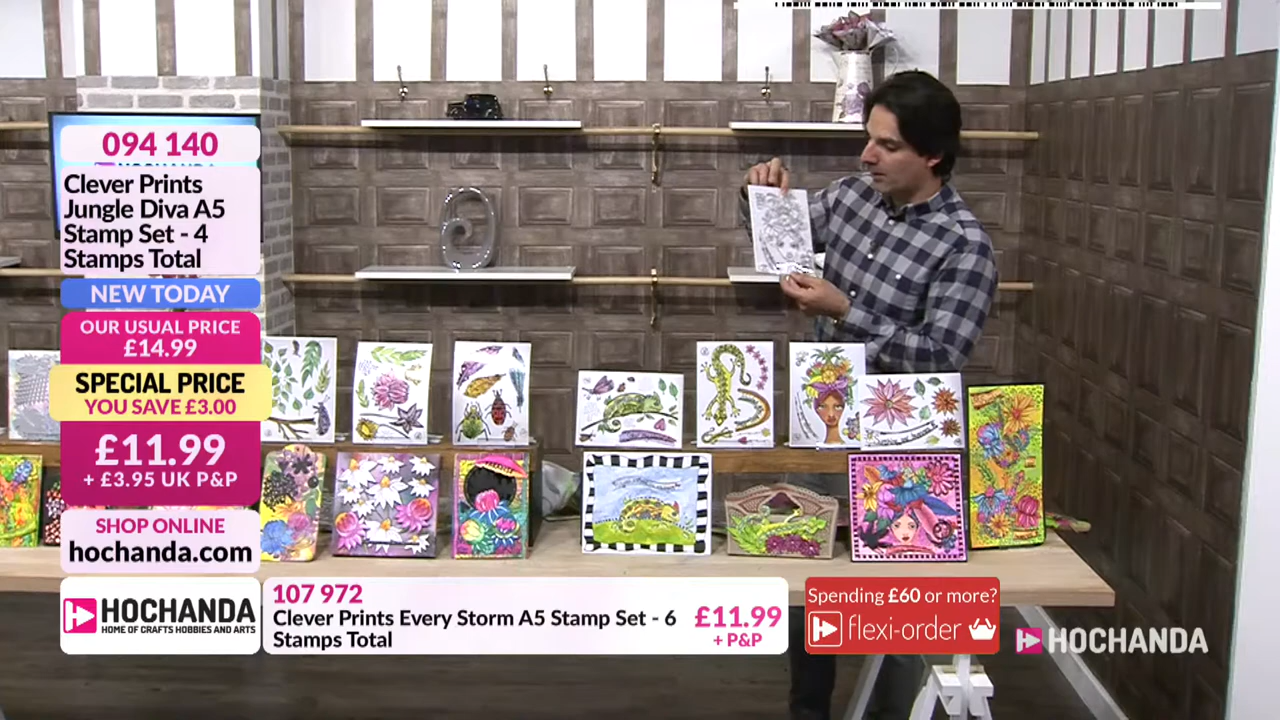 094 140
HOCHANDA
Clever Prints
Jungle Diva A5
Stamp Set - 4
Stamps Total
NEW TODAY
OUR USUAL PRICE
£14.99
SPECIAL PRICE
YOU SAVE £3.00
£11.99
+ £3.95 UK P&P
SHOP ONLINE
hochanda.com
HOCHANDA
HOME OF CRAFTS HOBBIES AND ARTS
107 972
Clever Prints Every Storm A5 Stamp Set - 6
Stamps Total
£11.99
+ P&P
Spending £60 or more?
flexi-order
HOCHANDA